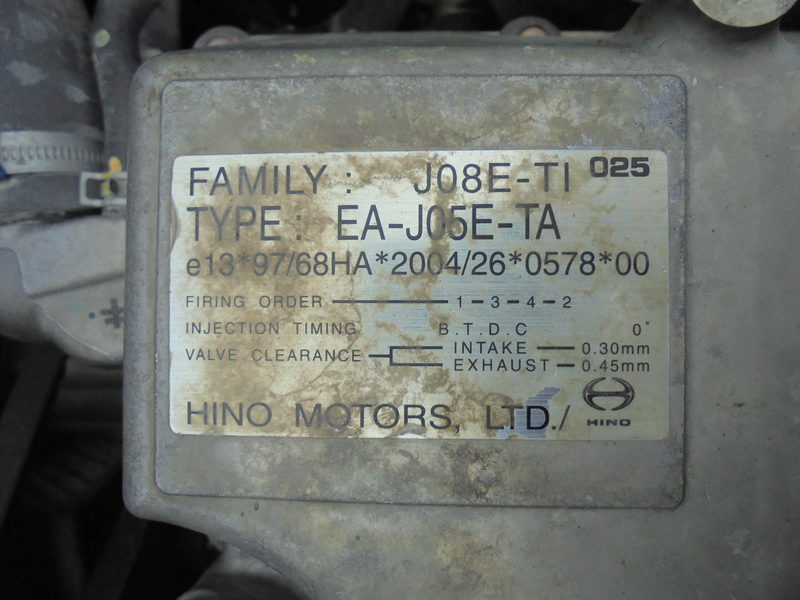 FAMILY : J08E-TI 025
TYPE : EA-J05E-TA
e13*97/68HA*2004/26*0578*00
FIRING ORDER 1-3-4-2
INJECTION TIMING B.T.D.C 0°
VALVE CLEARANCE INTAKE 0.30mm
EXHAUST 0.45mm
HINO MOTORS, LTD./
HINO